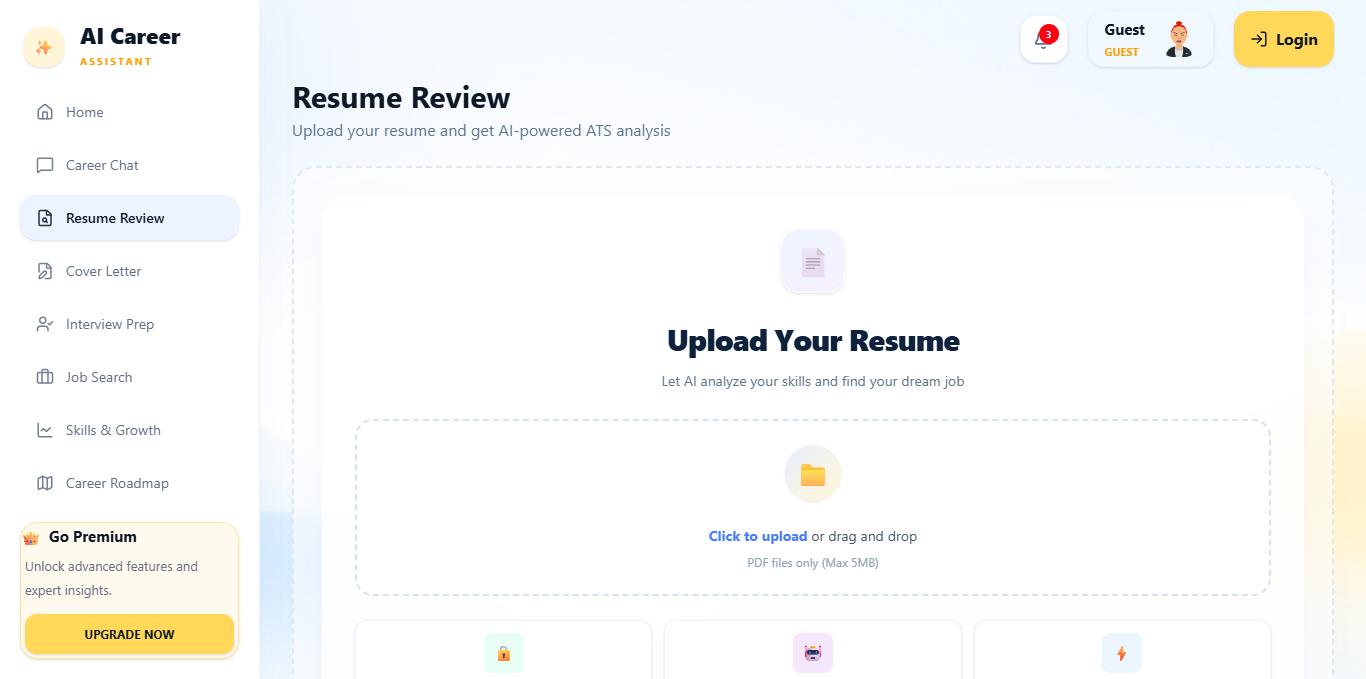 AI Career
ASSISTANT
Home
Career Chat
Resume Review
Cover Letter
Interview Prep
Job Search
Skills & Growth
Career Roadmap
Go Premium
Unlock advanced features and
expert insights.
UPGRADE NOW
3
Guest
GUEST
Login
Resume Review
Upload your resume and get AI-powered ATS analysis
Upload Your Resume
Let AI analyze your skills and find your dream job
Click to upload or drag and drop
PDF files only (Max 5MB)